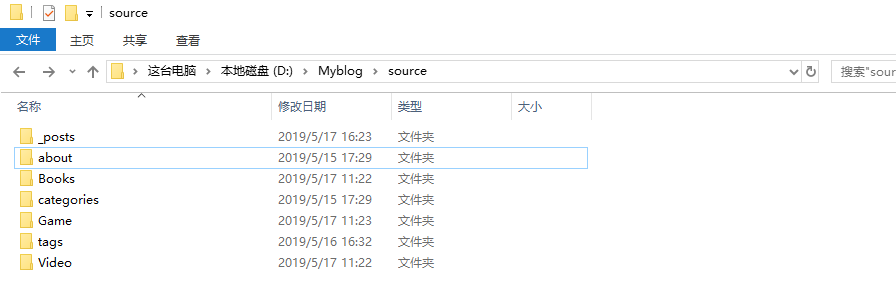 source
文件 主页 共享 查看
这台电脑 本地磁盘 (D:) Myblog source 搜索"sour
名称 修改日期 类型 大小
_posts 2019/5/17 16:23 文件夹
about 2019/5/15 17:29 文件夹
Books 2019/5/17 11:22 文件夹
categories 2019/5/15 17:29 文件夹
Game 2019/5/17 11:23 文件夹
tags 2019/5/16 16:32 文件夹
Video 2019/5/17 11:22 文件夹